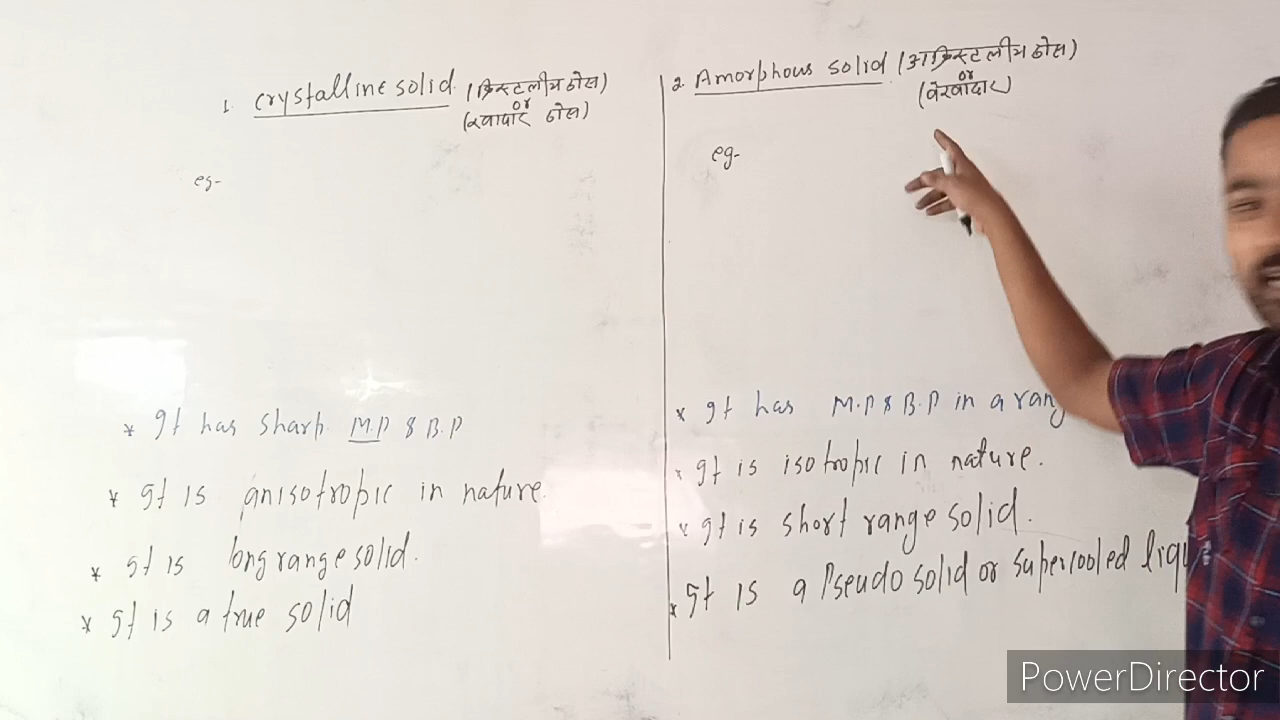 1. Crystalline solid (क्रिस्टलीय ठोस)
or
(रवादार ठोस)
eg-
* It has sharp M.P & B.P
* It is anisotropic in nature.
* It is long range solid.
* It is a true solid
2. Amorphous solid (अक्रिस्टलीय ठोस)
or
(बेरवादार)
eg-
* It has M.P & B.P in a rang
* It is isotropic in nature.
* It is short range solid.
* It is a Pseudo solid or supercooled liqu
PowerDirector